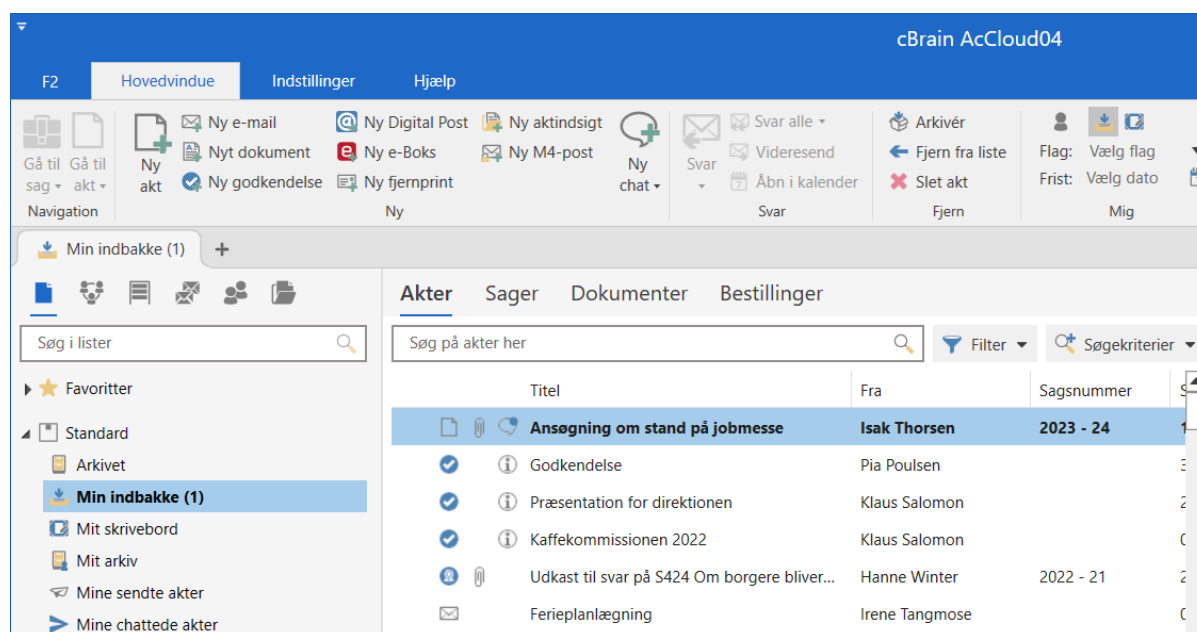 cBrain AcCloud04
F2 Hovedvindue Indstillinger Hjælp
Gå til sag
Gå til akt
Navigation
Ny akt
Ny e-mail
Nyt dokument
Ny godkendelse
Ny Digital Post
Ny e-Boks
Ny fjernprint
Ny aktindsigt
Ny M4-post
Ny chat
Ny
Svar
Svar alle
Videresend
Åbn i kalender
Svar
Arkivér
Fjern fra liste
Slet akt
Fjern
Flag: Vælg flag
Frist: Vælg dato
Mig
Min indbakke (1) +
Søg i lister
Favoritter
Standard
Arkivet
Min indbakke (1)
Mit skrivebord
Mit arkiv
Mine sendte akter
Mine chattede akter
Akter Sager Dokumenter Bestillinger
Søg på akter her Filter Søgekriterier
Titel Fra Sagsnummer
Ansøgning om stand på jobmesse Isak Thorsen 2023 - 24
Godkendelse Pia Poulsen
Præsentation for direktionen Klaus Salomon
Kaffekommissionen 2022 Klaus Salomon
Udkast til svar på S424 Om borgere bliver... Hanne Winter 2022 - 21
Ferieplanlægning Irene Tangmose